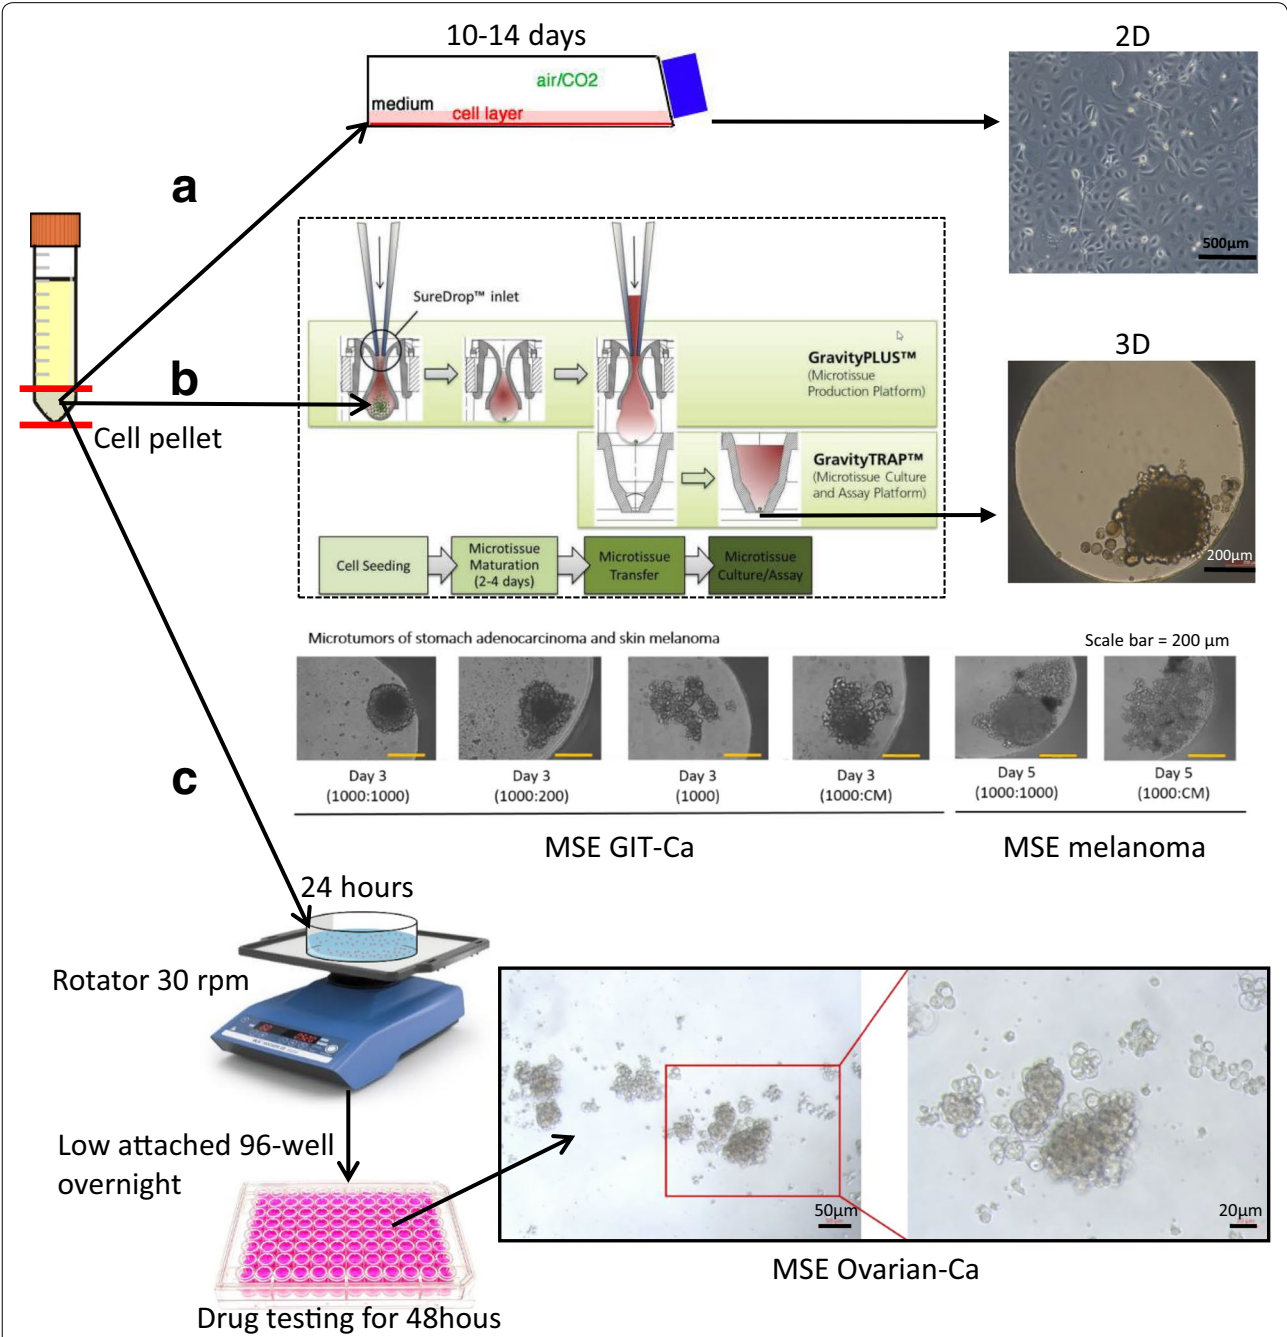 10-14 days
2D
air/CO2
medium
cell layer
a
500µm
SureDrop™ inlet
GravityPLUS™
(Microtissue
Production Platform)
3D
b
Cell pellet
GravityTRAP™
(Microtissue Culture
and Assay Platform)
200µm
Cell Seeding
Microtissue
Maturation
(2-4 days)
Microtissue
Transfer
Microtissue
Culture/Assay
Microtumors of stomach adenocarcinoma and skin melanoma
Scale bar = 200 µm
Day 3
(1000:1000)
Day 3
(1000:200)
Day 3
(1000)
Day 3
(1000:CM)
Day 5
(1000:1000)
Day 5
(1000:CM)
MSE GIT-Ca
MSE melanoma
c
24 hours
Rotator 30 rpm
Low attached 96-well
overnight
50µm
20µm
MSE Ovarian-Ca
Drug testing for 48hous